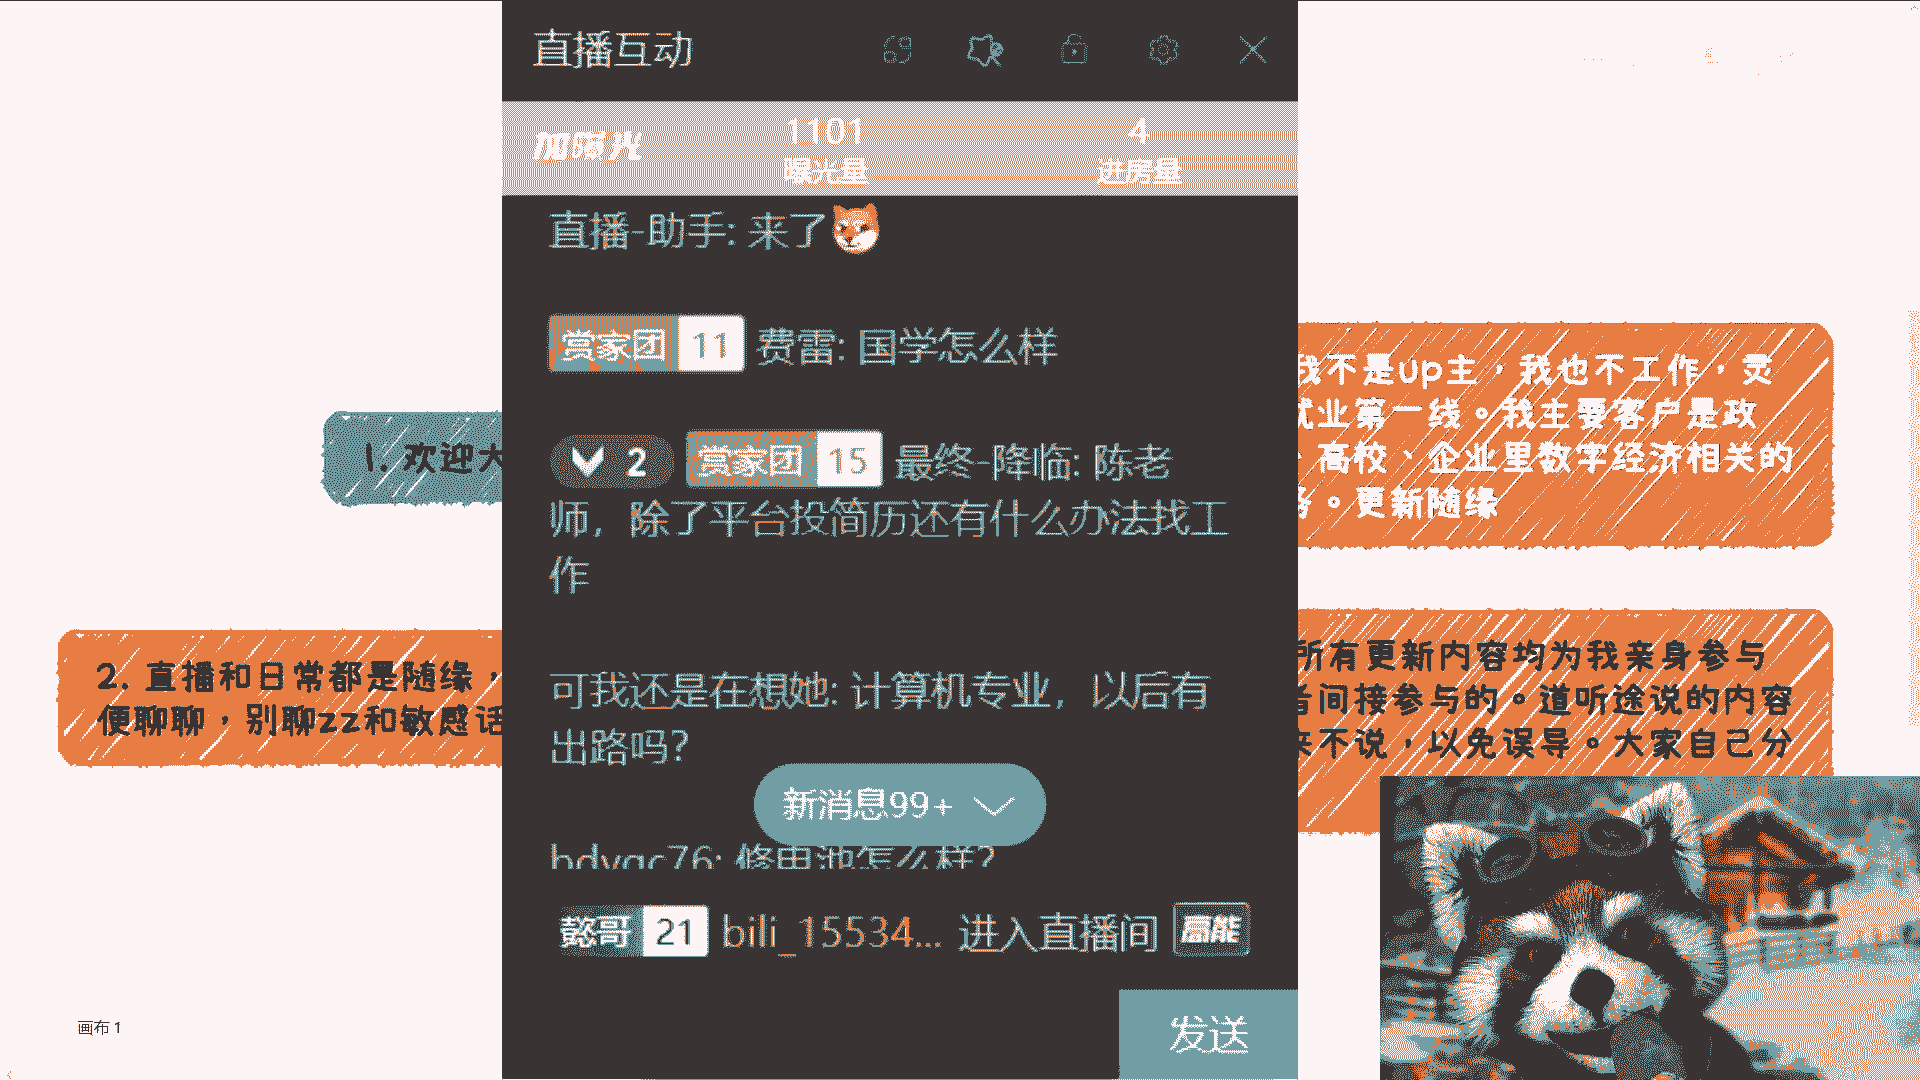 直播互动
加曝光
1101
曝光量
4
进房量
直播-助手: 来了
赏家团 11 费雷: 国学怎么样
2 赏家团 15 最终-降临: 陈老
师，除了平台投简历还有什么办法找工
作
可我还是在想她: 计算机专业，以后有
出路吗?
新消息99+
bdyqc76: 修电池怎么样?
懿哥 21 bili_15534... 进入直播间
发送
1. 欢迎大
2. 直播和日常都是随缘，
便聊聊，别聊zz和敏感话
我不是up主，我也不工作，灵
就业第一线。我主要客户是政
、高校、企业里数字经济相关的
务。更新随缘
所有更新内容均为我亲身参与
者间接参与的。道听途说的内容
来不说，以免误导。大家自己分
画布 1